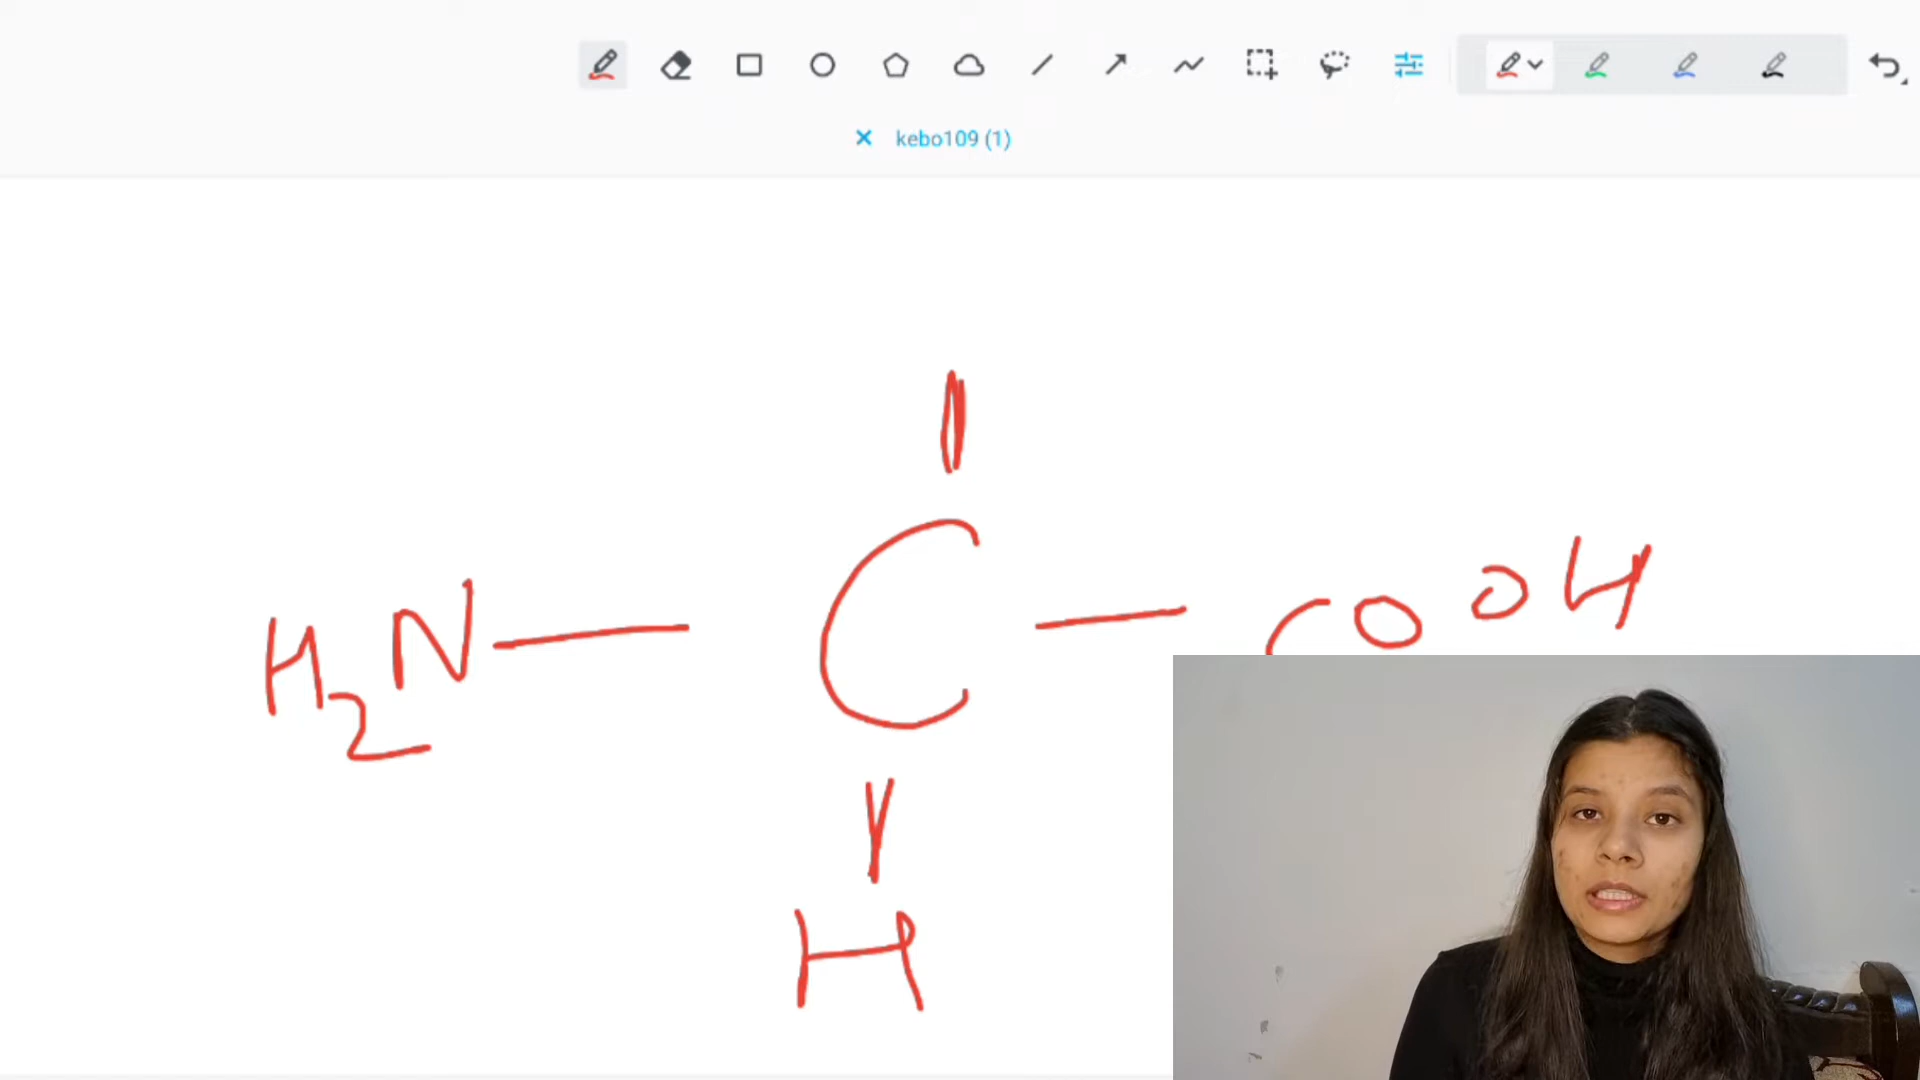 kebo109 (1)
H2N — C — COOH
H